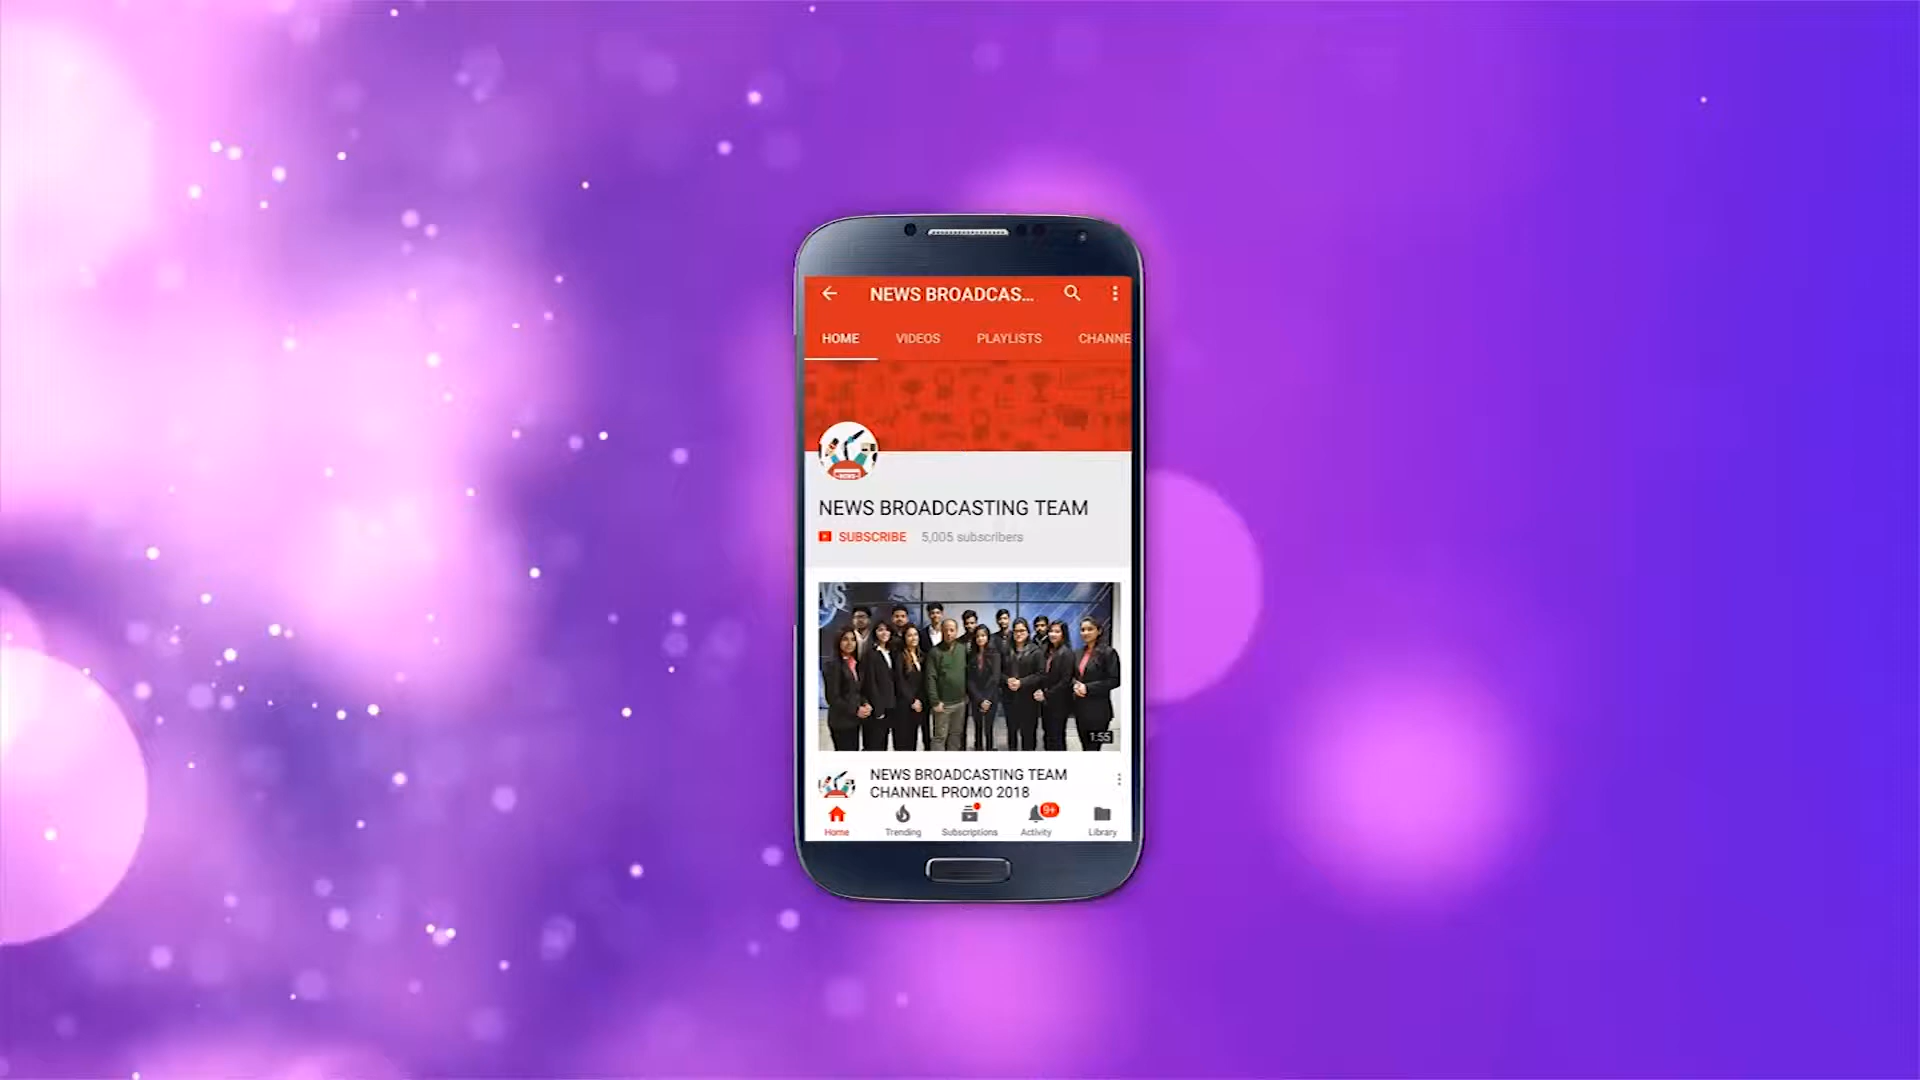 NEWS BROADCAS...
HOME VIDEOS PLAYLISTS CHANNE
NEWS BROADCASTING TEAM
SUBSCRIBE 5,005 subscribers
VS
1:55
NEWS BROADCASTING TEAM
CHANNEL PROMO 2018
9+
Home Trending Subscriptions Activity Library